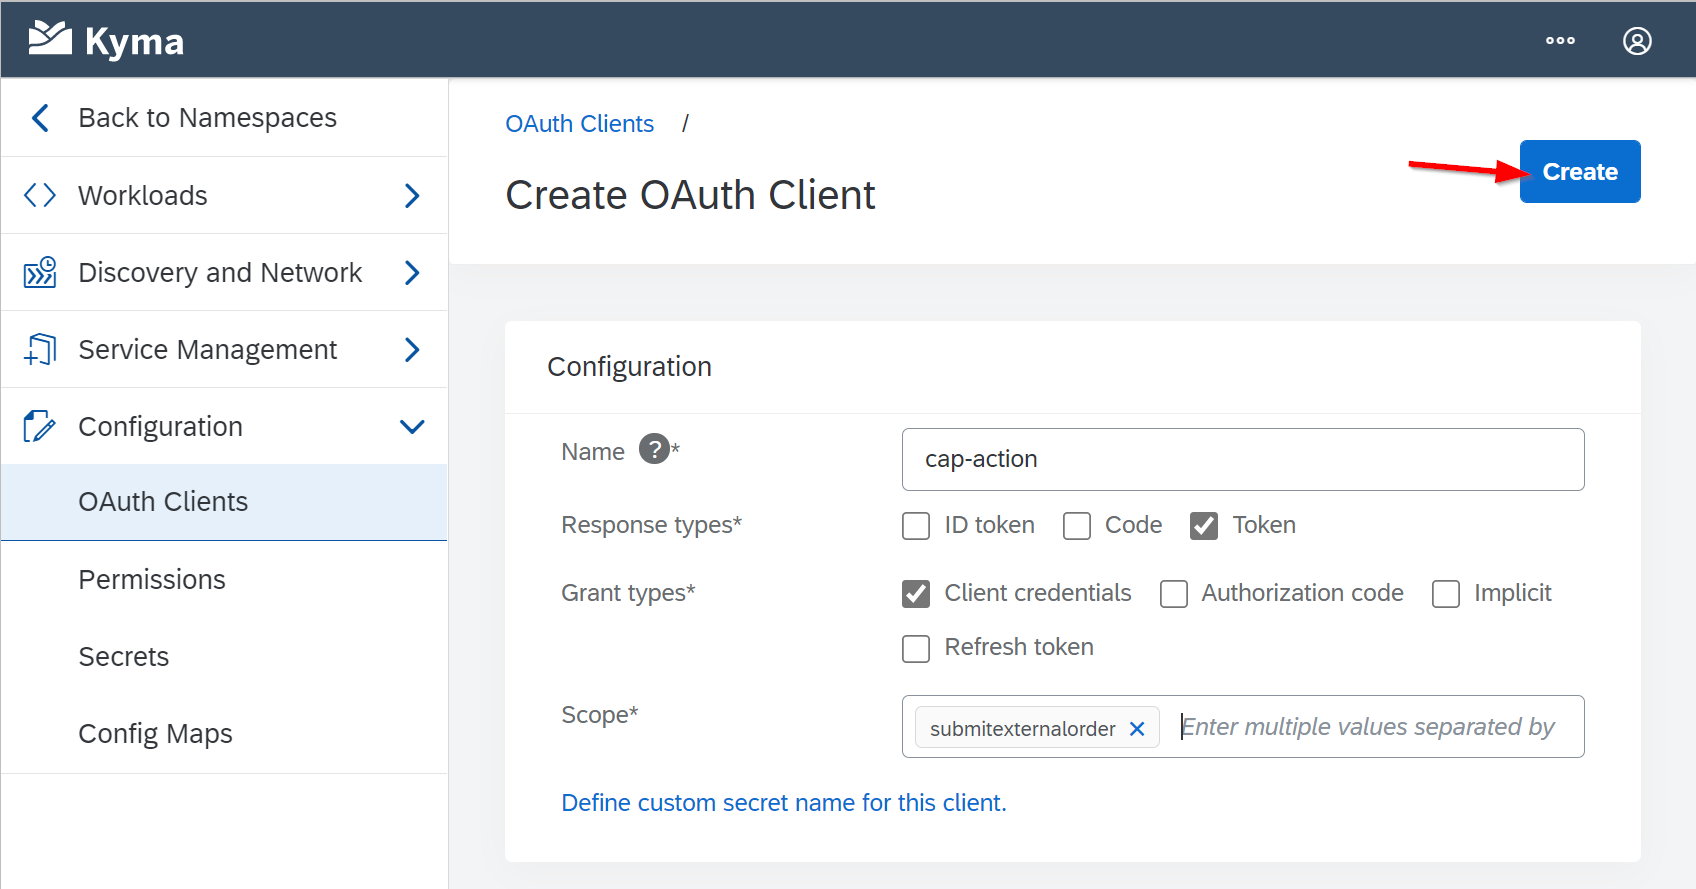 Kyma
Back to Namespaces
Workloads
Discovery and Network
Service Management
Configuration
OAuth Clients
Permissions
Secrets
Config Maps
OAuth Clients /
Create OAuth Client
Create
Configuration
Name ?* cap-action
Response types* ID token Code Token
Grant types* Client credentials Authorization code Implicit
Refresh token
Scope* submitexternalorder Enter multiple values separated by
Define custom secret name for this client.